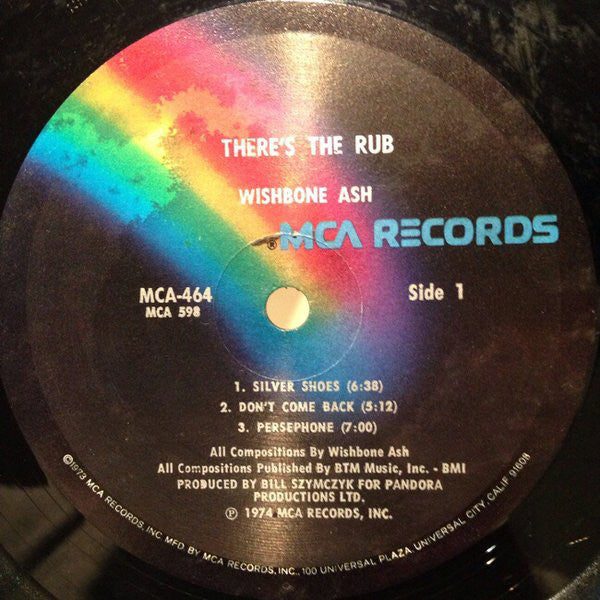 THERE'S THE RUB
WISHBONE ASH
®MCA RECORDS
MCA-464
MCA 598
Side 1
1. SILVER SHOES (6:38)
2. DON'T COME BACK (5:12)
3. PERSEPHONE (7:00)
All Compositions By Wishbone Ash
All Compositions Published By BTM Music, Inc. - BMI
PRODUCED BY BILL SZYMCZYK FOR PANDORA
PRODUCTIONS LTD.
℗ 1974 MCA RECORDS, INC.
©1973 MCA RECORDS, INC MFD BY MCA RECORDS, INC., 100 UNIVERSAL PLAZA, UNIVERSAL CITY, CALIF 91608